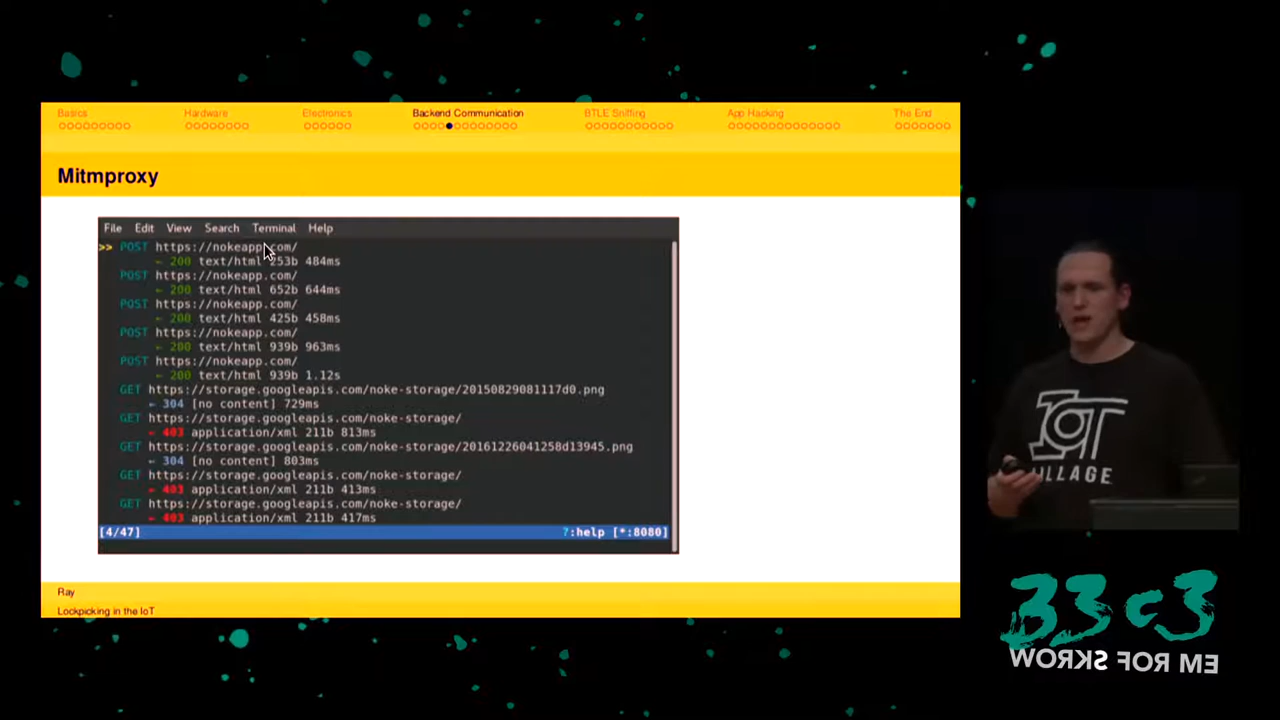 Basics Hardware Electronics Backend Communication BTLE Sniffing App Hacking The End
Mitmproxy
File Edit View Search Terminal Help
>> POST https://nokeapp.com/
← 200 text/html 253b 484ms
POST https://nokeapp.com/
← 200 text/html 652b 644ms
POST https://nokeapp.com/
← 200 text/html 425b 458ms
POST https://nokeapp.com/
← 200 text/html 939b 963ms
POST https://nokeapp.com/
← 200 text/html 939b 1.12s
GET https://storage.googleapis.com/noke-storage/20150829081117d0.png
← 304 [no content] 729ms
GET https://storage.googleapis.com/noke-storage/
← 403 application/xml 211b 813ms
GET https://storage.googleapis.com/noke-storage/20161226041258d13945.png
← 304 [no content] 803ms
GET https://storage.googleapis.com/noke-storage/
← 403 application/xml 211b 413ms
GET https://storage.googleapis.com/noke-storage/
← 403 application/xml 211b 417ms
[4/47] ?:help [*:8080]
Ray
Lockpicking in the IoT
IOT
VILLAGE
33c3
WORKS FOR ME